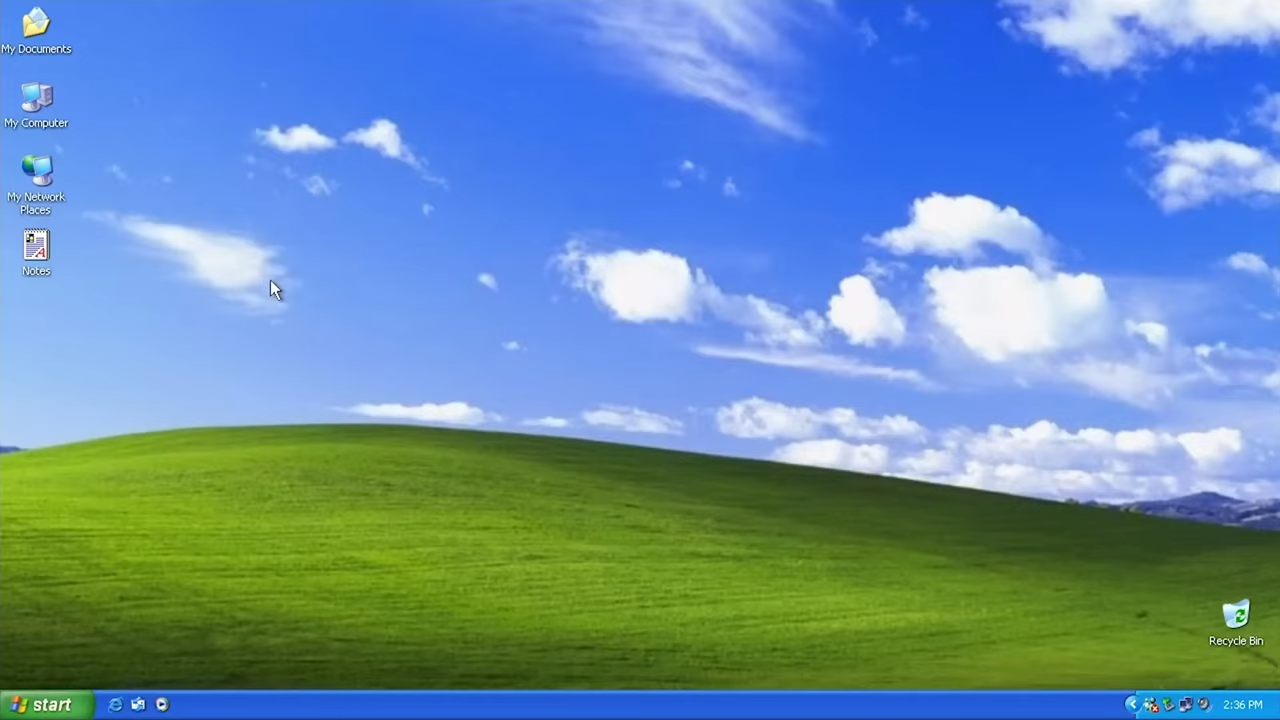 My Documents
My Computer
My Network
Places
Notes
Recycle Bin
start
2:36 PM